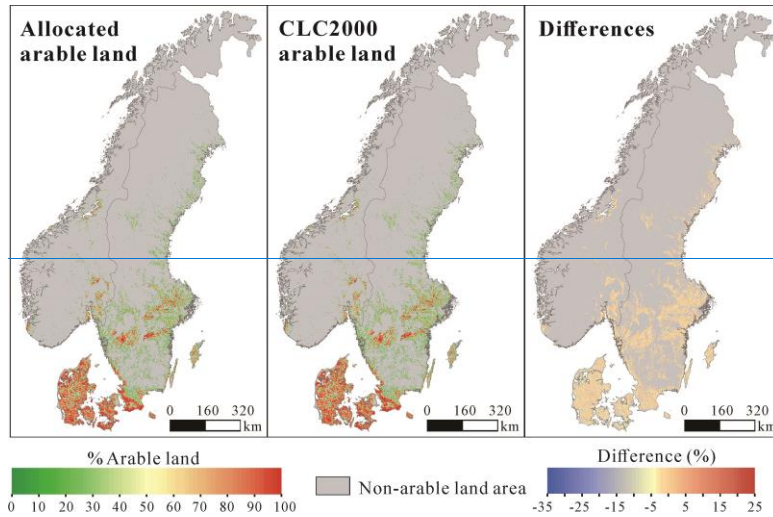 Allocated
arable land
CLC2000
arable land
Differences
0 160 320
km
0 160 320
km
0 160 320
km
% Arable land
0 10 20 30 40 50 60 70 80 90 100
Non-arable land area
Difference (%)
-35 -25 -15 -5 5 15 25